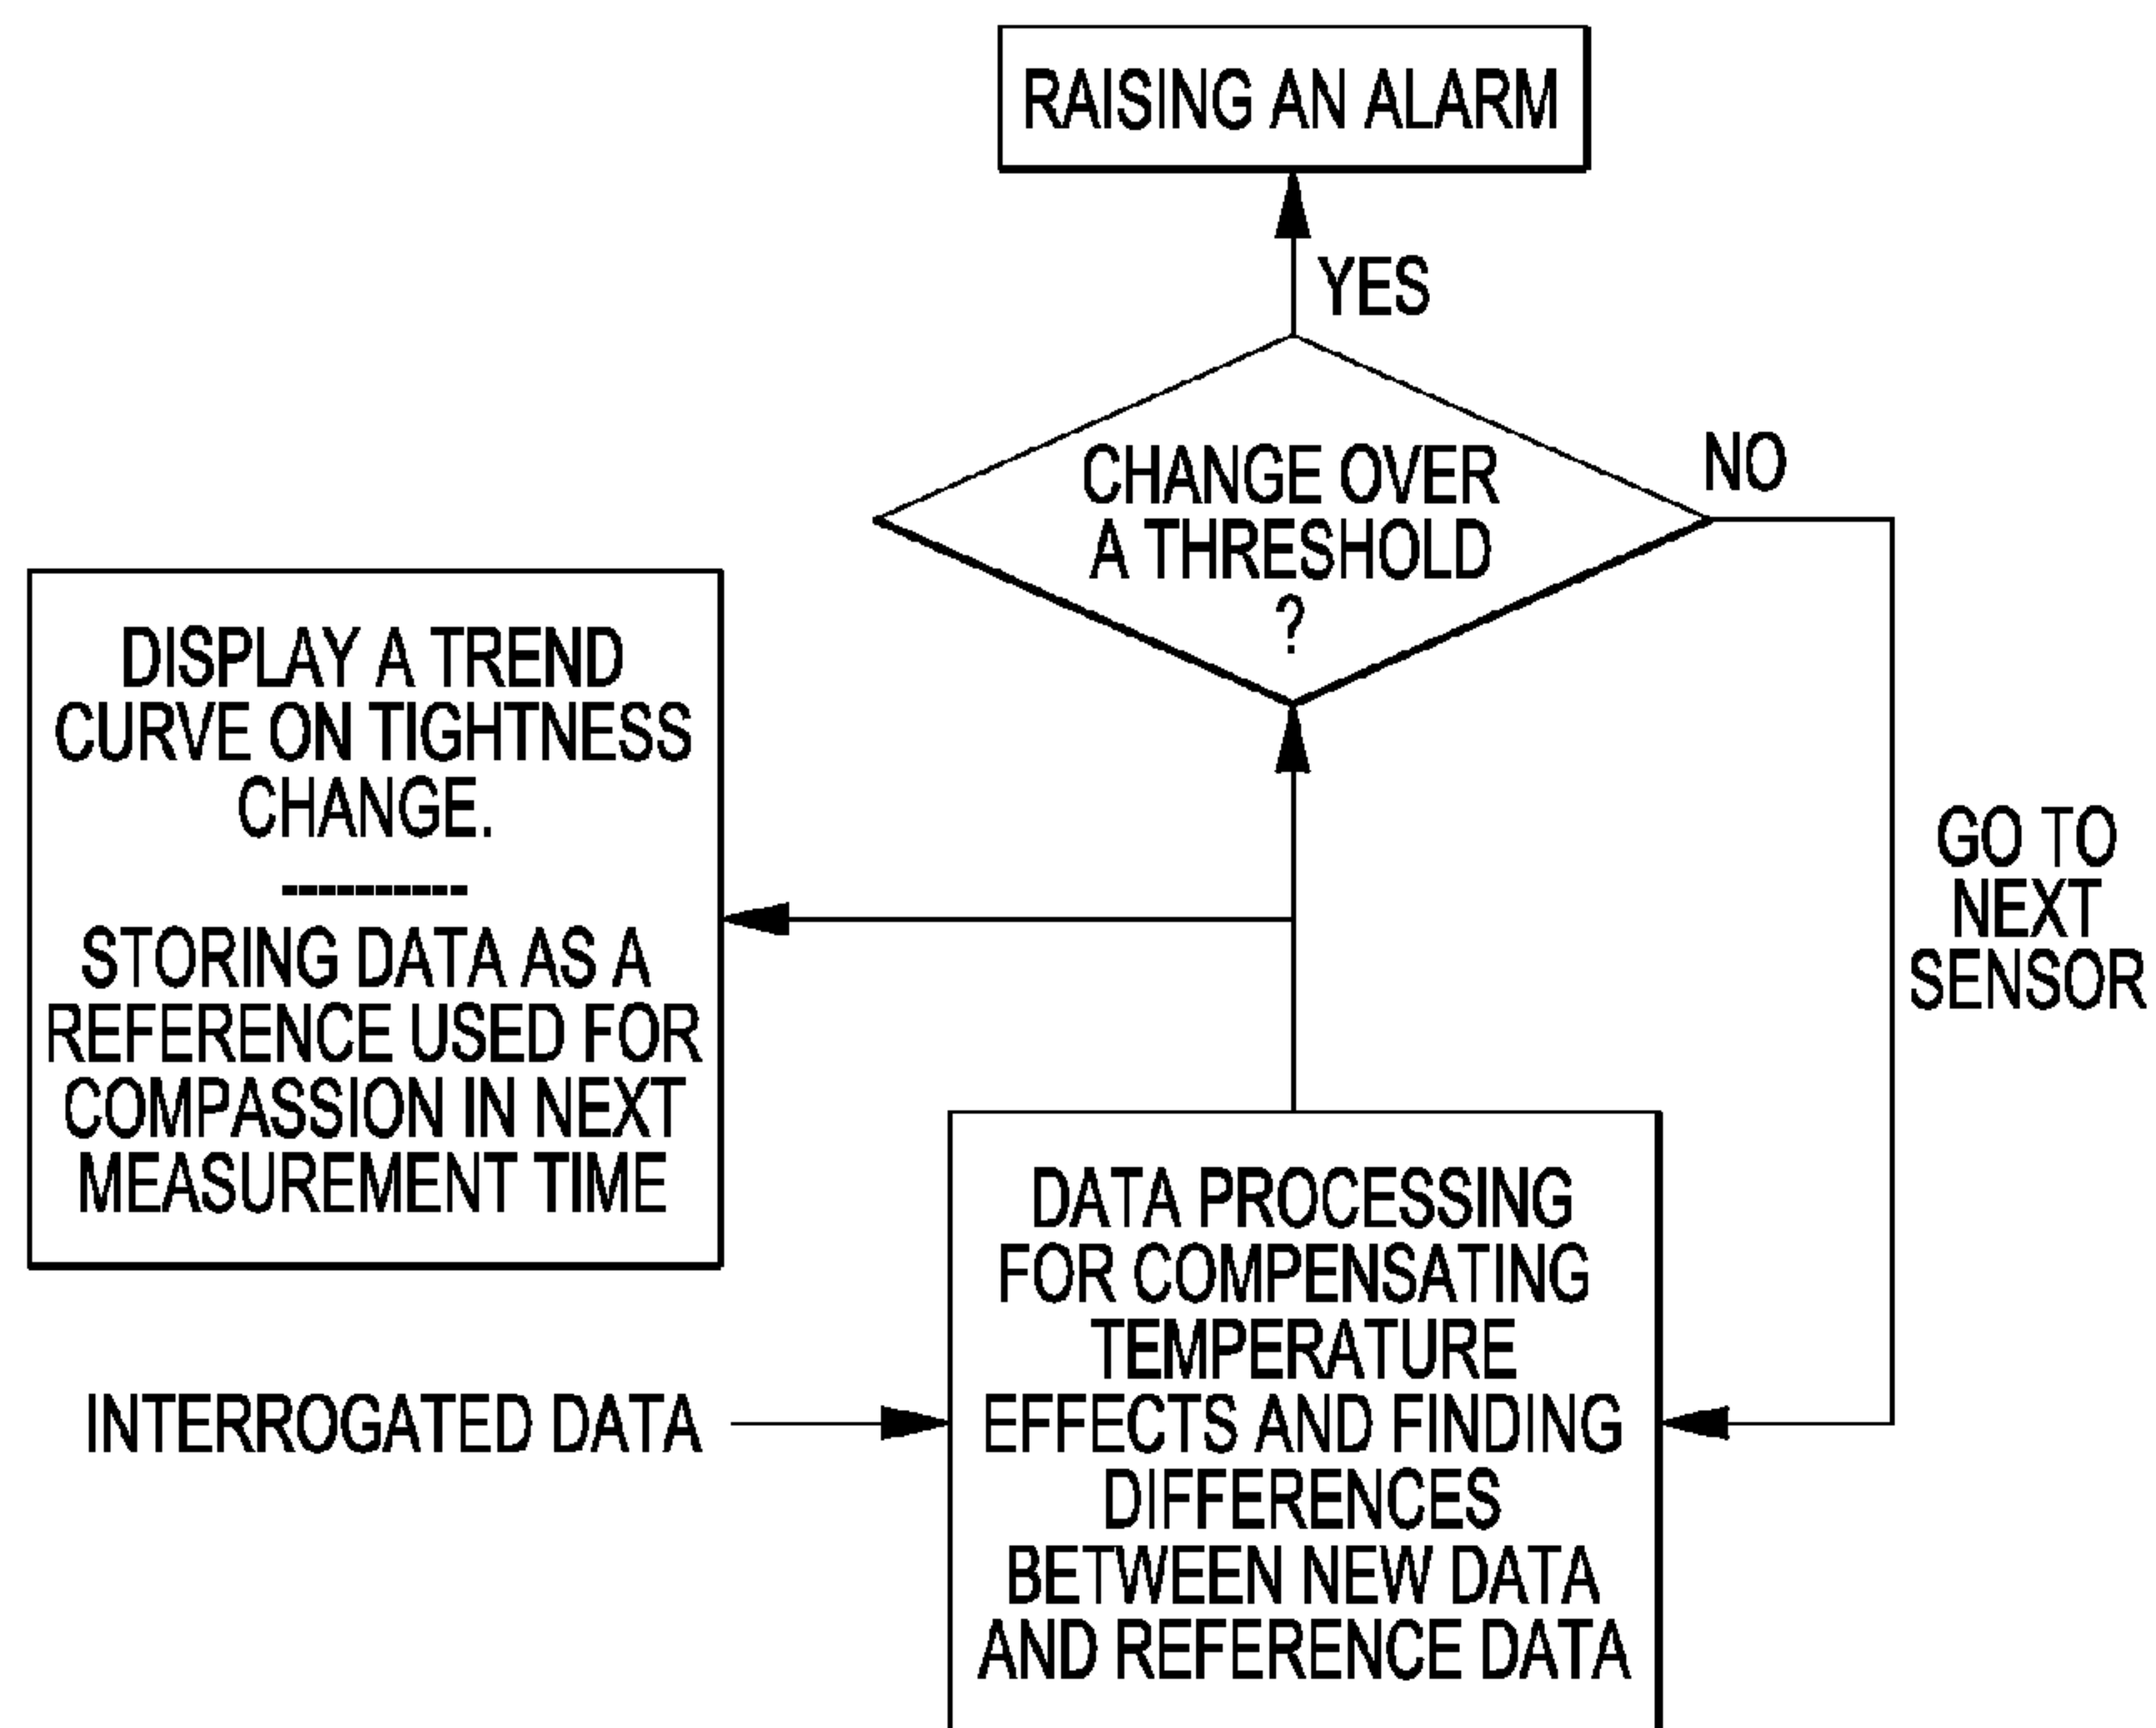 RAISING AN ALARM
YES
CHANGE OVER
A THRESHOLD
?
NO
DISPLAY A TREND
CURVE ON TIGHTNESS
CHANGE.
-----------
STORING DATA AS A
REFERENCE USED FOR
COMPASSION IN NEXT
MEASUREMENT TIME
GO TO
NEXT
SENSOR
INTERROGATED DATA
DATA PROCESSING
FOR COMPENSATING
TEMPERATURE
EFFECTS AND FINDING
DIFFERENCES
BETWEEN NEW DATA
AND REFERENCE DATA